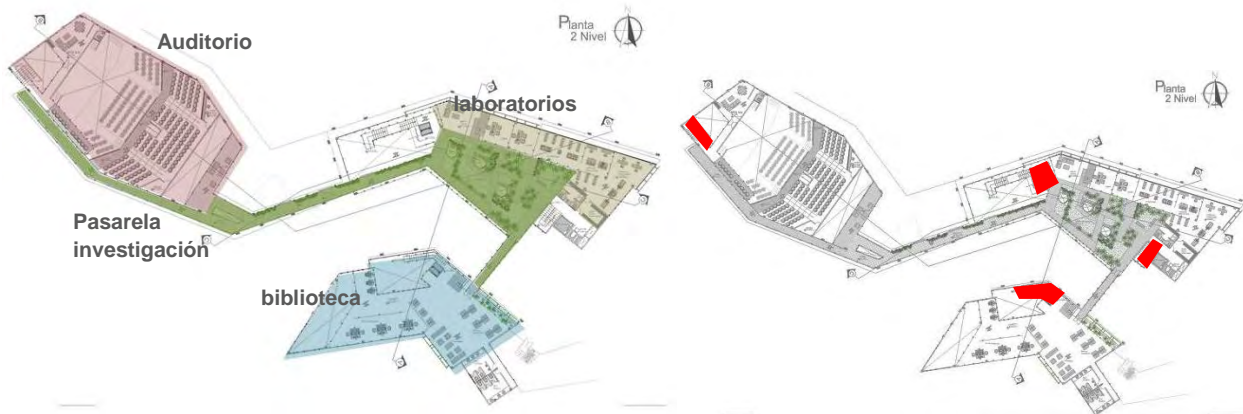 Planta
2 Nivel
N
Auditorio
laboratorios
Pasarela
investigación
biblioteca
Planta
2 Nivel
N